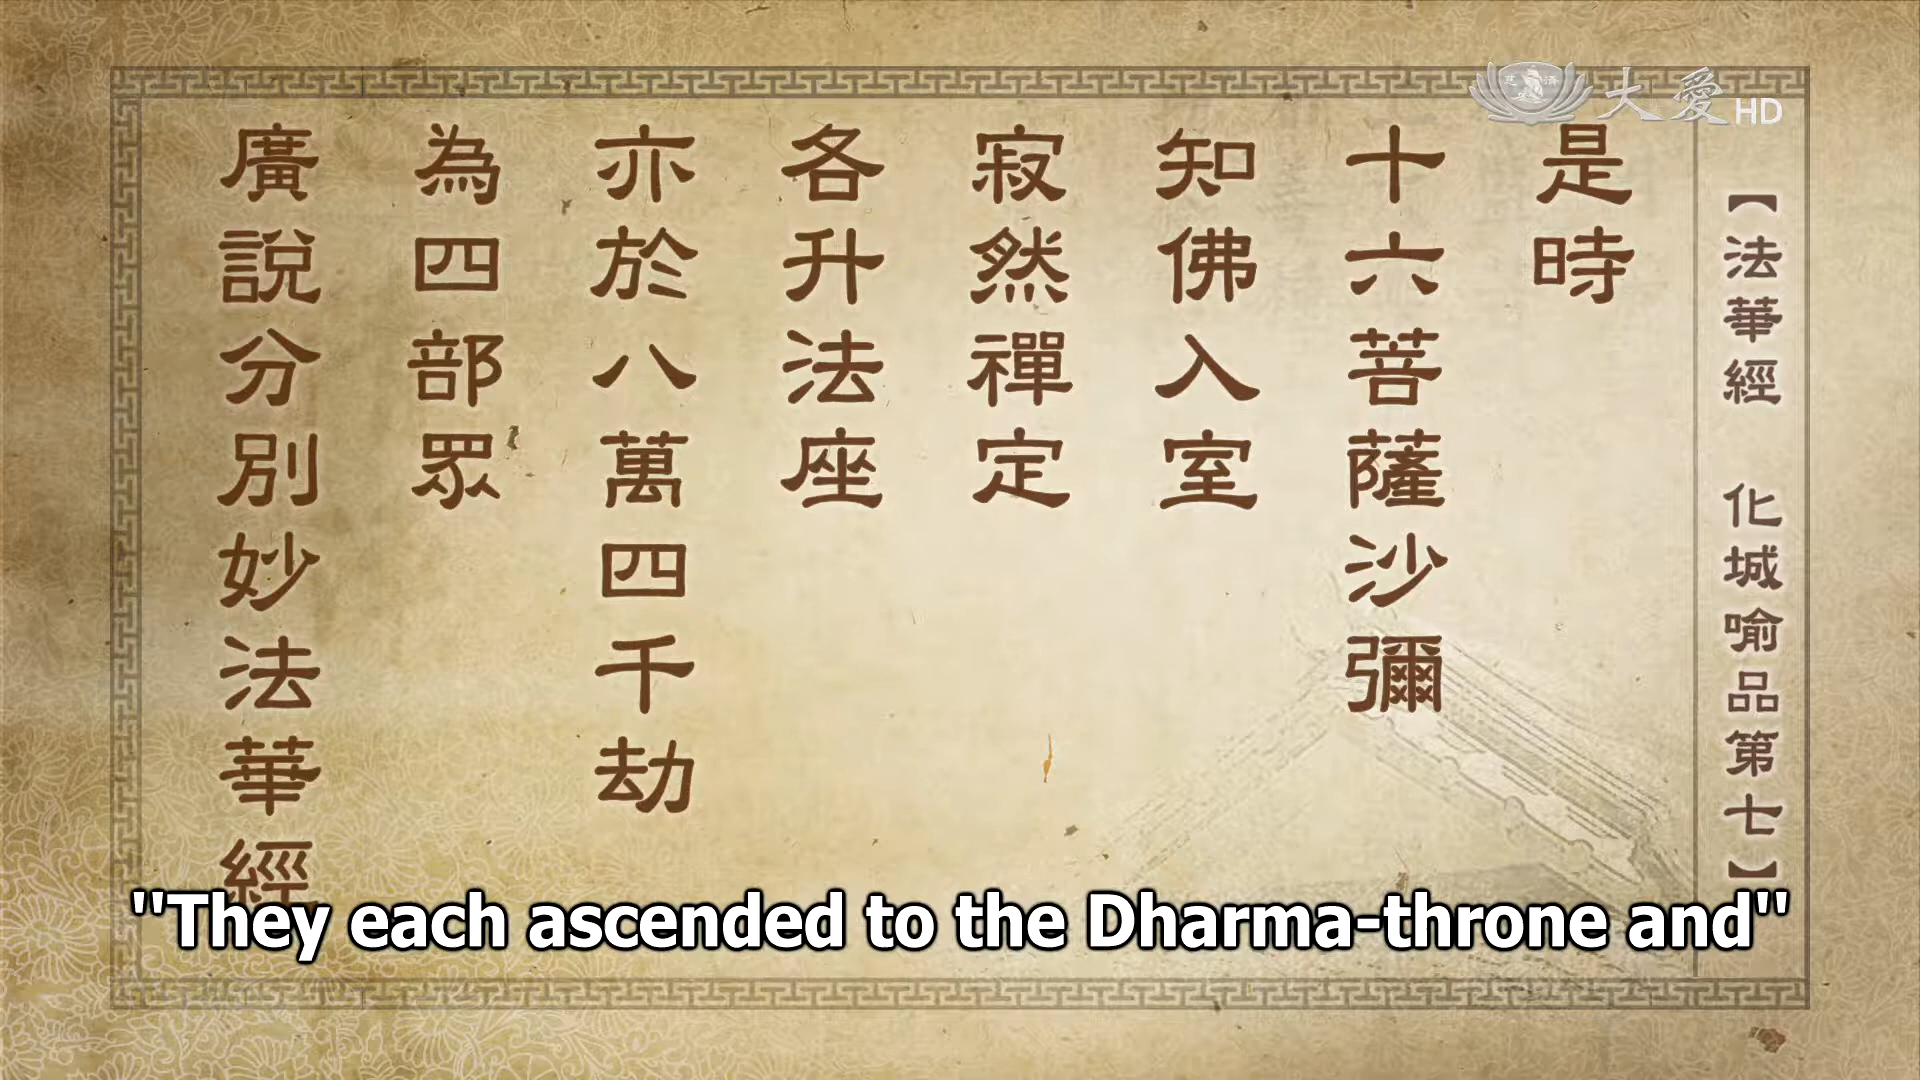 大愛HD
【法華經 化城喻品第七】
是時
十六菩薩沙彌
知佛入室
寂然禪定
各升法座
亦於八萬四千劫
為四部眾
廣說分別妙法華經
"They each ascended to the Dharma-throne and"